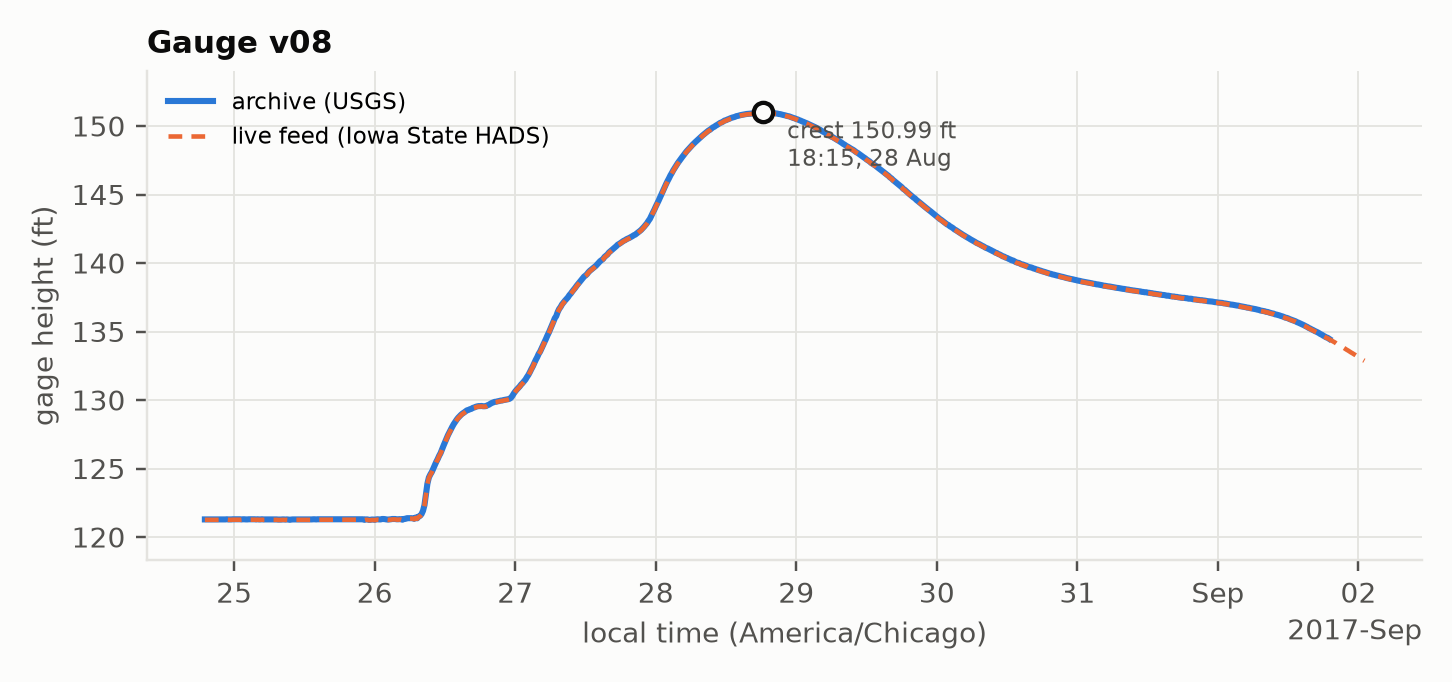 Gauge v08
archive (USGS)
live feed (Iowa State HADS)
crest 150.99 ft
18:15, 28 Aug
gage height (ft)
150
145
140
135
130
125
120
25 26 27 28 29 30 31 Sep 02
local time (America/Chicago)
2017-Sep